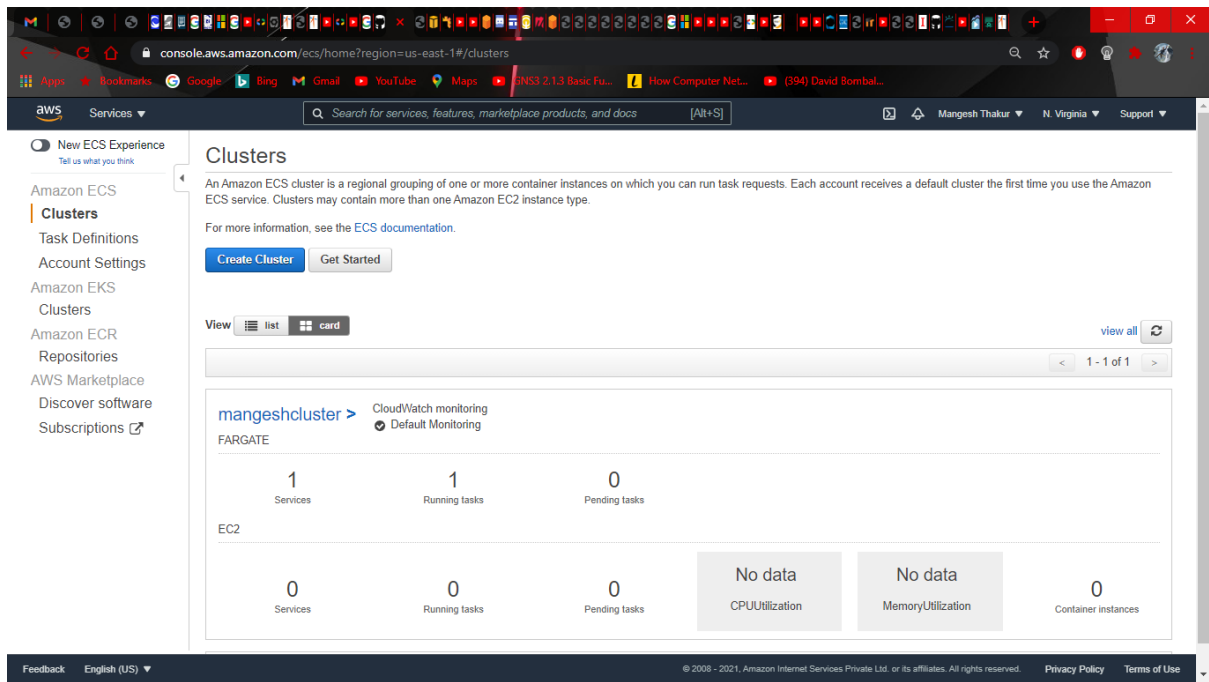 console.aws.amazon.com/ecs/home?region=us-east-1#/clusters
Apps Bookmarks Google Bing Gmail YouTube Maps GNS3 2.1.3 Basic Fu... How Computer Net... (394) David Bombal...
aws Services Search for services, features, marketplace products, and docs [Alt+S] Mangesh Thakur N. Virginia Support
New ECS Experience
Tell us what you think
Amazon ECS
Clusters
Task Definitions
Account Settings
Amazon EKS
Clusters
Amazon ECR
Repositories
AWS Marketplace
Discover software
Subscriptions
Clusters
An Amazon ECS cluster is a regional grouping of one or more container instances on which you can run task requests. Each account receives a default cluster the first time you use the Amazon
ECS service. Clusters may contain more than one Amazon EC2 instance type.
For more information, see the ECS documentation.
Create Cluster Get Started
View list card
view all
< 1 - 1 of 1 >
mangeshcluster >
CloudWatch monitoring
Default Monitoring
FARGATE
1 1 0
Services Running tasks Pending tasks
EC2
0 0 0 No data No data 0
Services Running tasks Pending tasks CPUUtilization MemoryUtilization Container instances
Feedback English (US) © 2008 - 2021, Amazon Internet Services Private Ltd. or its affiliates. All rights reserved. Privacy Policy Terms of Use